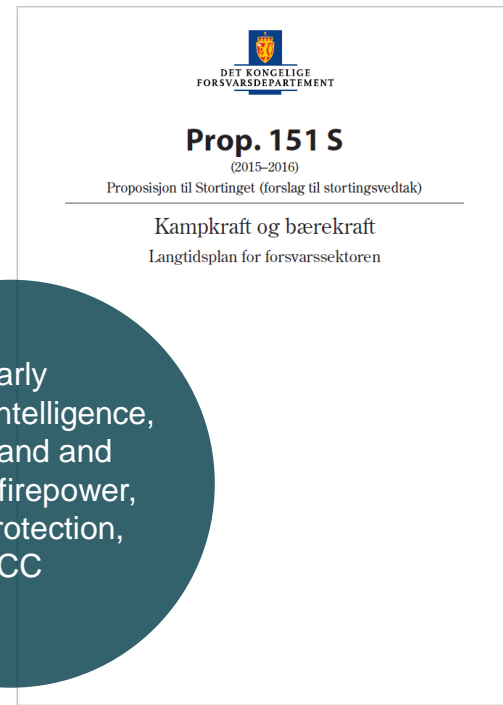 DET KONGELIGE
FORSVARSDEPARTEMENT
Prop. 151 S
(2015–2016)
Proposisjon til Stortinget (forslag til stortingsvedtak)
Kampkraft og bærekraft
Langtidsplan for forsvarssektoren
arly
ntelligence,
and and
firepower,
rotection,
CC